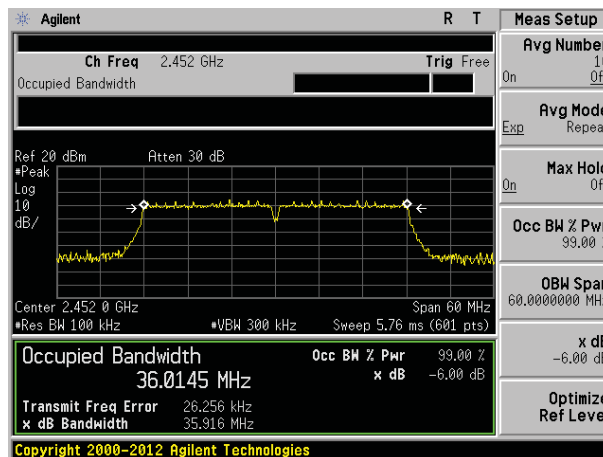 Agilent R T Meas Setup
Avg Number
On
Ch Freq 2.452 GHz Trig Free
Occupied Bandwidth
Avg Mode
Exp
Ref 20 dBm Atten 30 dB
#Peak
Log
10
dB/
Max Hold
On
Occ BW % Pwr
99.00 %
OBW Span
60.0000000 MHz
Center 2.452 0 GHz Span 60 MHz
#Res BW 100 kHz #VBW 300 kHz Sweep 5.76 ms (601 pts)
Occupied Bandwidth Occ BW % Pwr 99.00 %
36.0145 MHz x dB -6.00 dB
Transmit Freq Error 26.256 kHz
x dB Bandwidth 35.916 MHz
x dB
-6.00 dB
Optimize
Ref Level
Copyright 2000-2012 Agilent Technologies